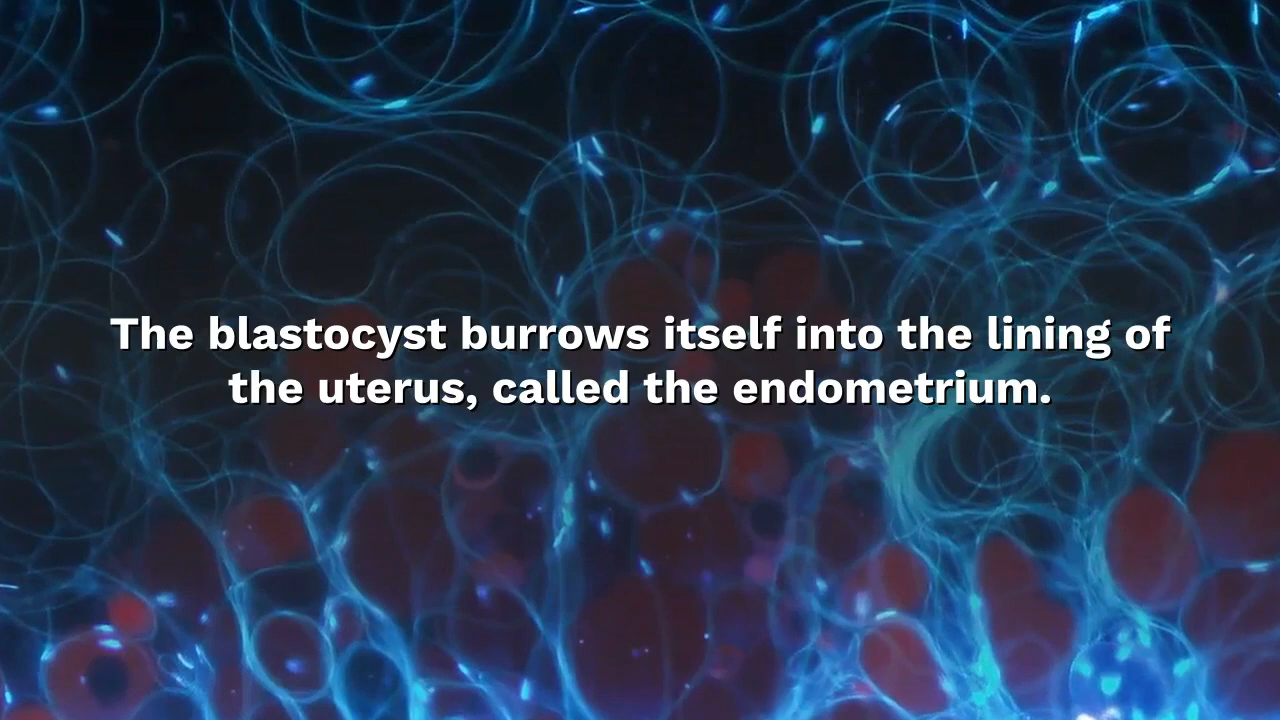 The blastocyst burrows itself into the lining of
the uterus, called the endometrium.